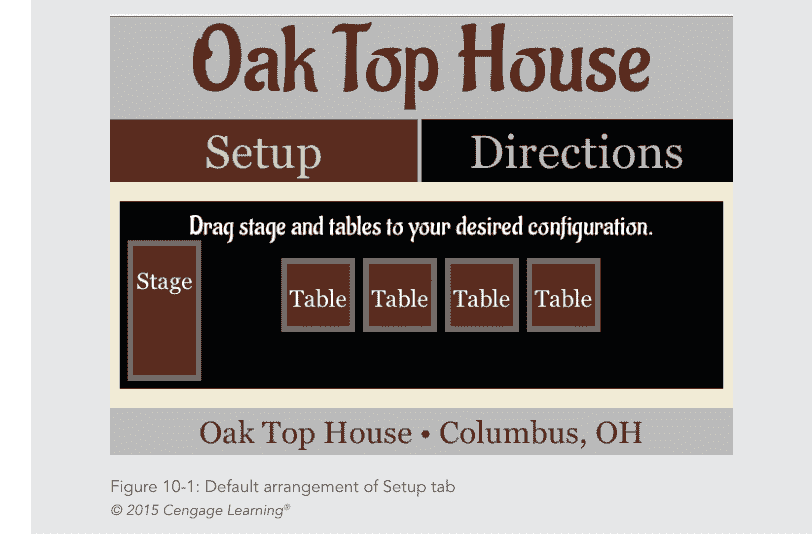 Oak Top House
Setup Directions
Drag stage and tables to your desired configuration.
Stage
Table Table Table Table
Oak Top House • Columbus, OH
Figure 10-1: Default arrangement of Setup tab
© 2015 Cengage Learning®